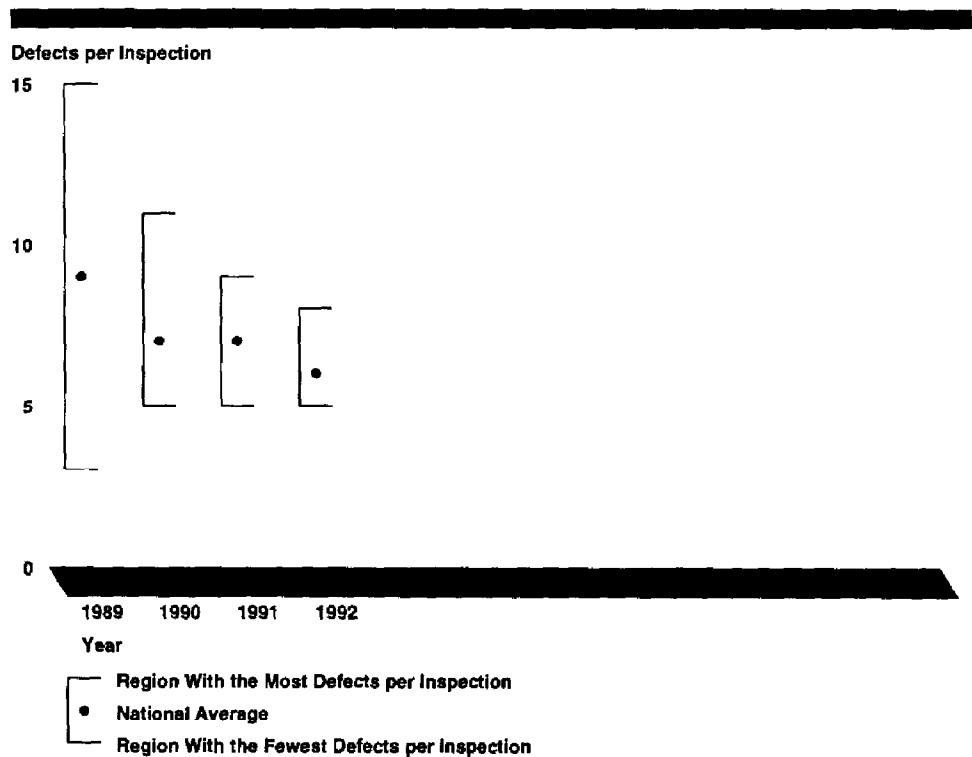 Defects per Inspection
15
10
5
0
1989 1990 1991 1992
Year
Region With the Most Defects per Inspection
National Average
Region With the Fewest Defects per Inspection